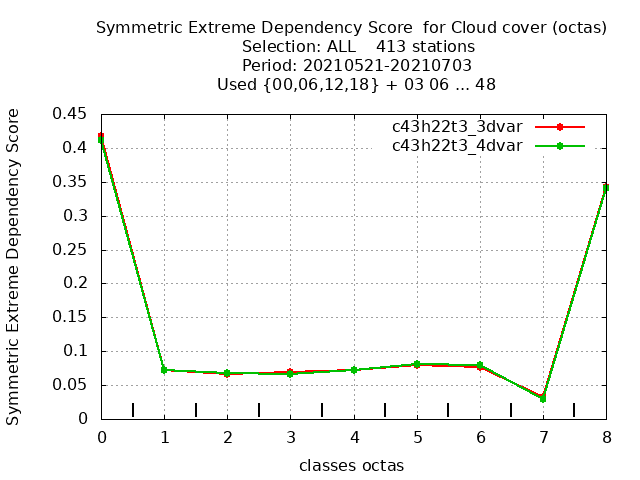 Symmetric Extreme Dependency Score  for Cloud cover (octas)
Selection: ALL    413 stations
Period: 20210521-20210703
Used {00,06,12,18} + 03 06 ... 48
c43h22t3_3dvar
c43h22t3_4dvar
Symmetric Extreme Dependency Score
0.45
0.4
0.35
0.3
0.25
0.2
0.15
0.1
0.05
0
0 1 2 3 4 5 6 7 8
classes octas